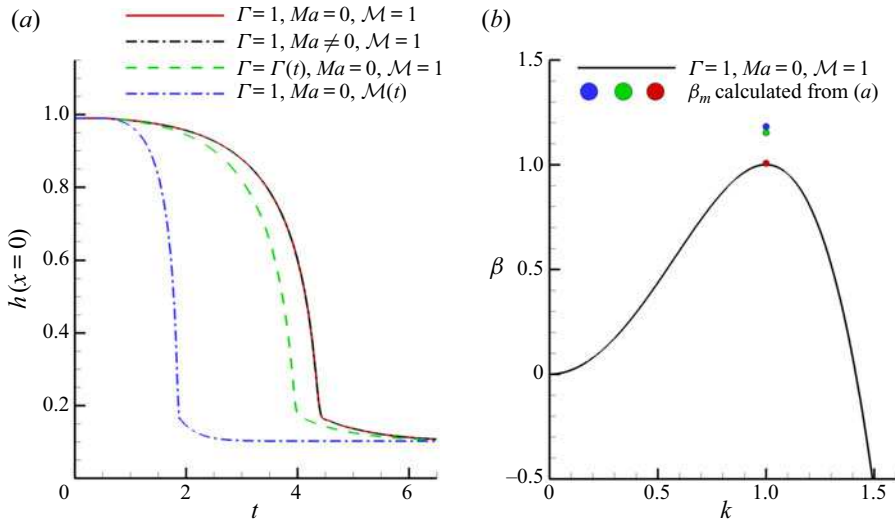 (a)
Γ = 1, Ma = 0, ℳ = 1
Γ = 1, Ma ≠ 0, ℳ = 1
Γ = Γ(t), Ma = 0, ℳ = 1
Γ = 1, Ma = 0, ℳ(t)
1.0
0.8
0.6
0.4
0.2
h(x = 0)
0
2
4
6
t
(b)
Γ = 1, Ma = 0, ℳ = 1
βm calculated from (a)
1.5
1.0
0.5
0
–0.5
β
0
0.5
1.0
1.5
k